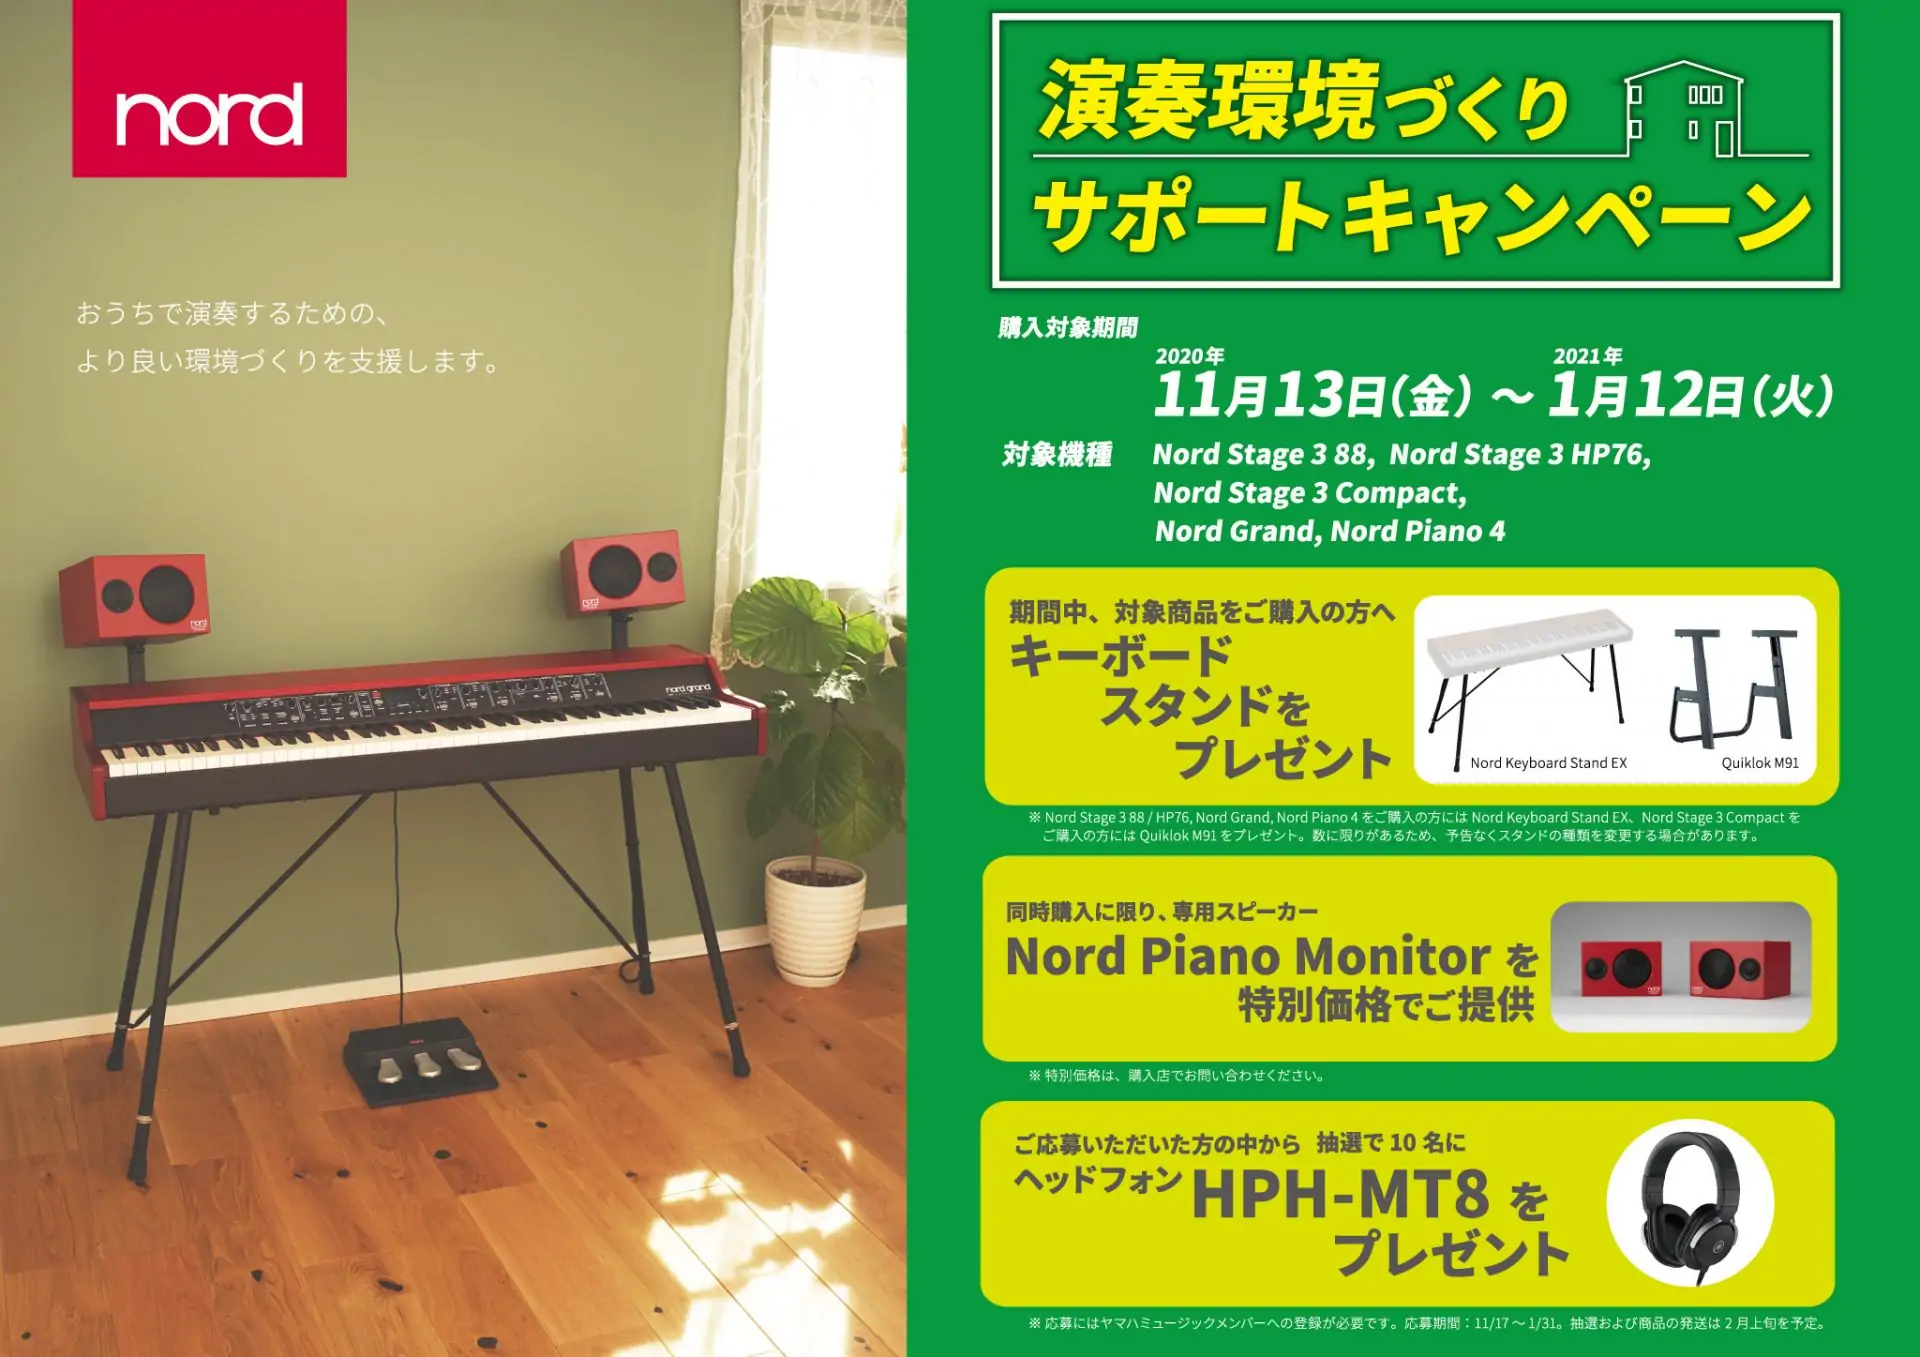 nord
おうちで演奏するための、
より良い環境づくりを支援します。
nord
nord
nord grand
演奏環境づくり
サポートキャンペーン
購入対象期間
2020年
11月13日(金)～
2021年
1月12日(火)
対象機種
Nord Stage 3 88, Nord Stage 3 HP76,
Nord Stage 3 Compact,
Nord Grand, Nord Piano 4
期間中、対象商品をご購入の方へ
キーボード
スタンドを
プレゼント
Nord Keyboard Stand EX
Quiklok M91
※ Nord Stage 3 88 / HP76, Nord Grand, Nord Piano 4 をご購入の方には Nord Keyboard Stand EX、Nord Stage 3 Compact を
ご購入の方には Quiklok M91 をプレゼント。数に限りがあるため、予告なくスタンドの種類を変更する場合があります。
同時購入に限り、専用スピーカー
Nord Piano Monitor を
特別価格でご提供
nord
nord
※ 特別価格は、購入店でお問い合わせください。
ご応募いただいた方の中から 抽選で 10 名に
ヘッドフォン HPH-MT8 を
プレゼント
※ 応募にはヤマハミュージックメンバーへの登録が必要です。応募期間：11/17～1/31。抽選および商品の発送は 2 月上旬を予定。